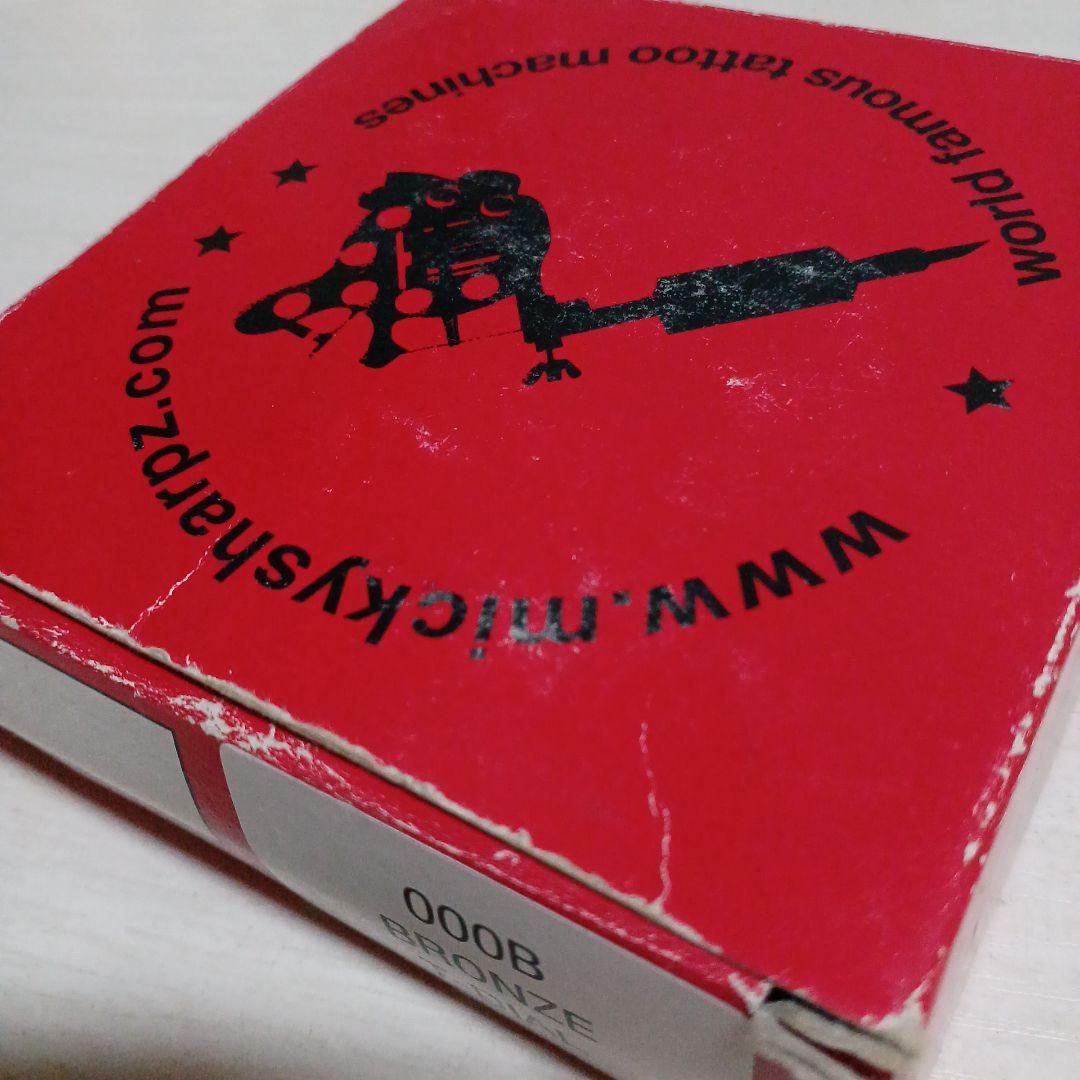 world famous tattoo machines
www.mickysharpz.com
000B
BRONZE